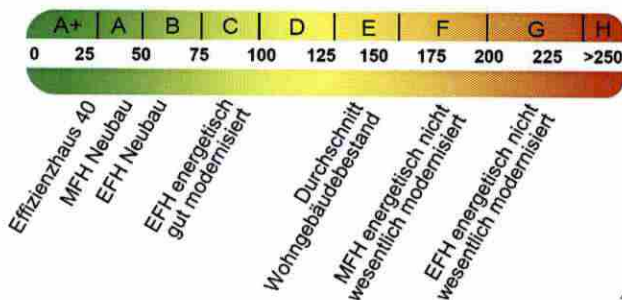 A+ A B C D E F G H
0 25 50 75 100 125 150 175 200 225 >250
Effizienzhaus 40
MFH Neubau
EFH Neubau
EFH energetisch
gut modernisiert
Durchschnitt
Wohngebäudebestand
MFH energetisch nicht
wesentlich modernisiert
EFH energetisch nicht
wesentlich modernisiert